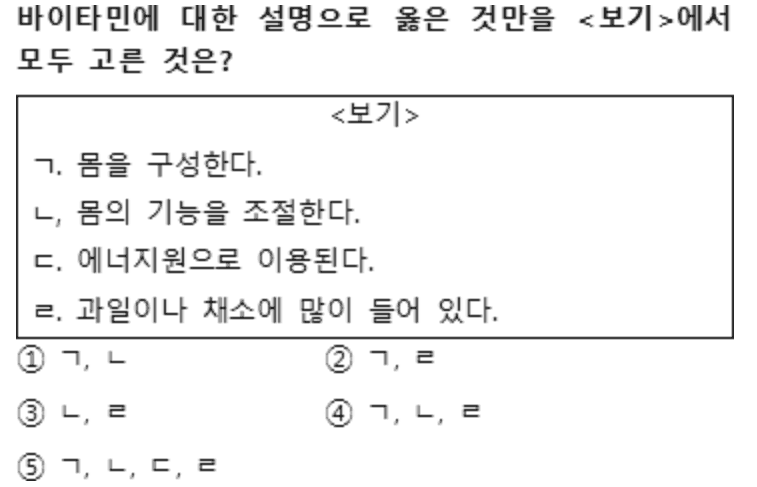 바이타민에 대한 설명으로 옳은 것만을 <보기>에서
모두 고른 것은?
<보기>
ㄱ. 몸을 구성한다.
ㄴ, 몸의 기능을 조절한다.
ㄷ. 에너지원으로 이용된다.
ㄹ. 과일이나 채소에 많이 들어 있다.
① ㄱ, ㄴ ② ㄱ, ㄹ
③ ㄴ, ㄹ ④ ㄱ, ㄴ, ㄹ
⑤ ㄱ, ㄴ, ㄷ, ㄹ